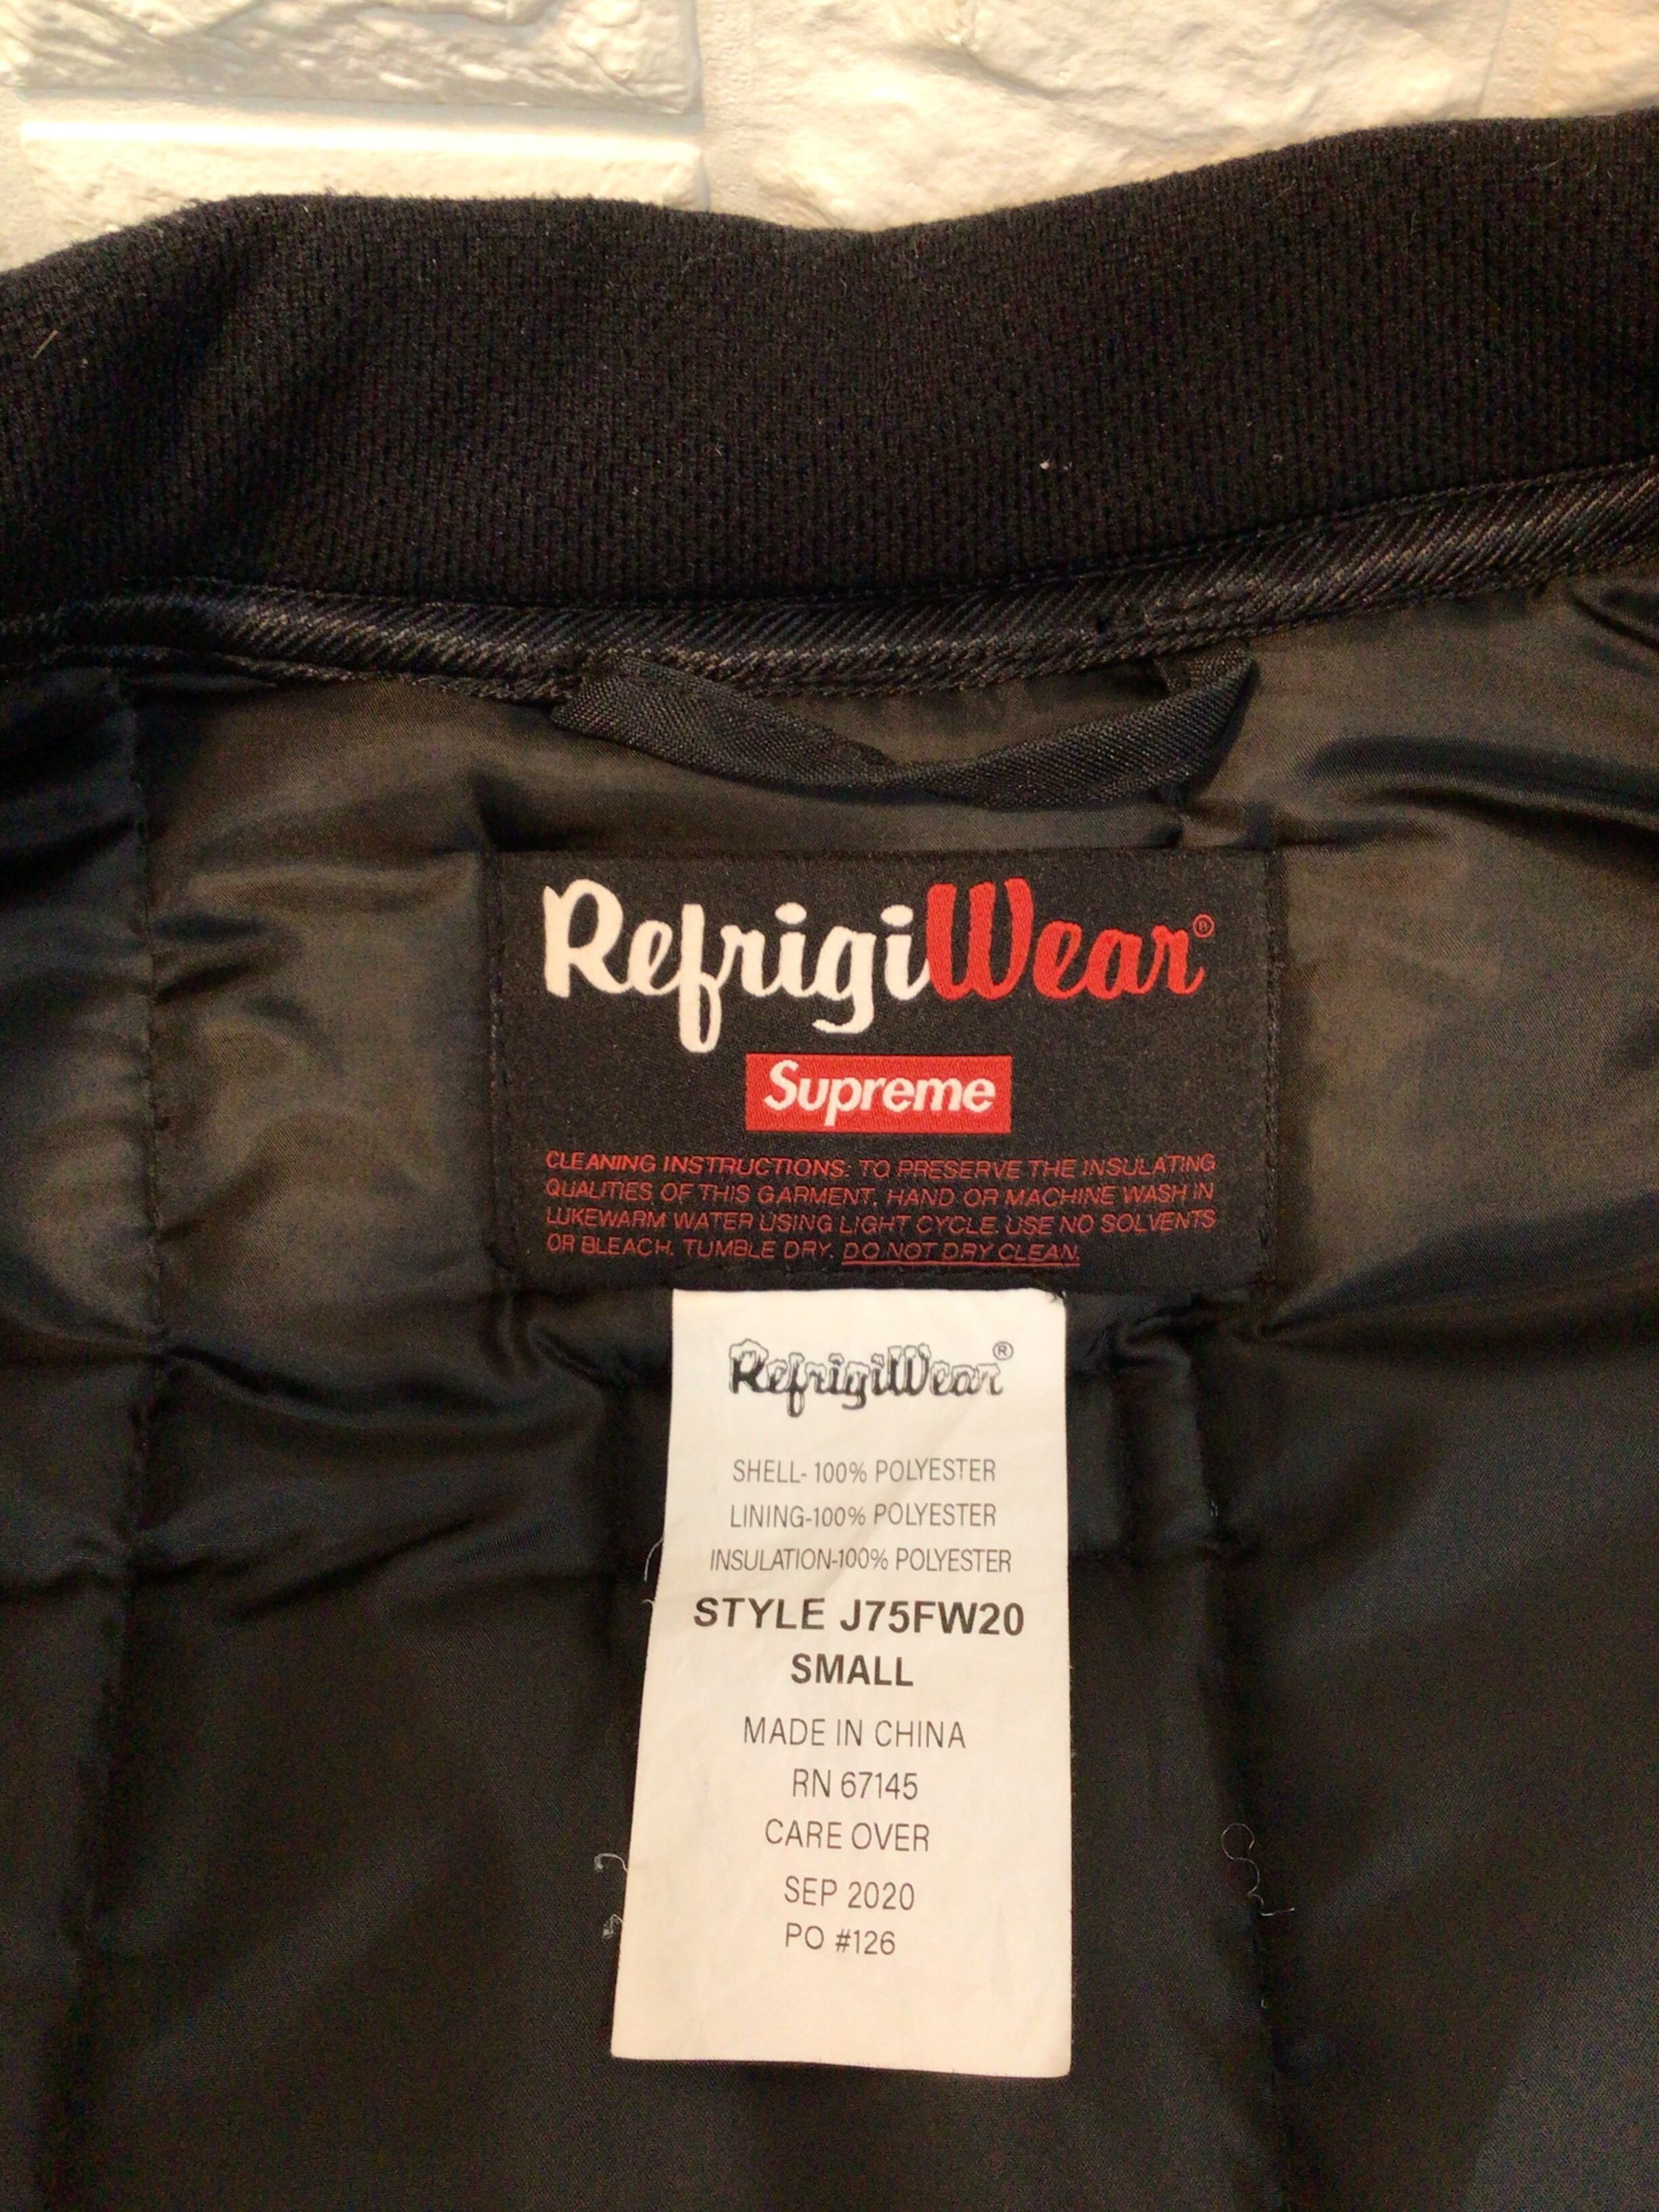 RefrigiWear®
Supreme
CLEANING INSTRUCTIONS: TO PRESERVE THE INSULATING
QUALITIES OF THIS GARMENT, HAND OR MACHINE WASH IN
LUKEWARM WATER USING LIGHT CYCLE. USE NO SOLVENTS
OR BLEACH. TUMBLE DRY. DO NOT DRY CLEAN.
RefrigiWear®
SHELL- 100% POLYESTER
LINING-100% POLYESTER
INSULATION-100% POLYESTER
STYLE J75FW20
SMALL
MADE IN CHINA
RN 67145
CARE OVER
SEP 2020
PO #126